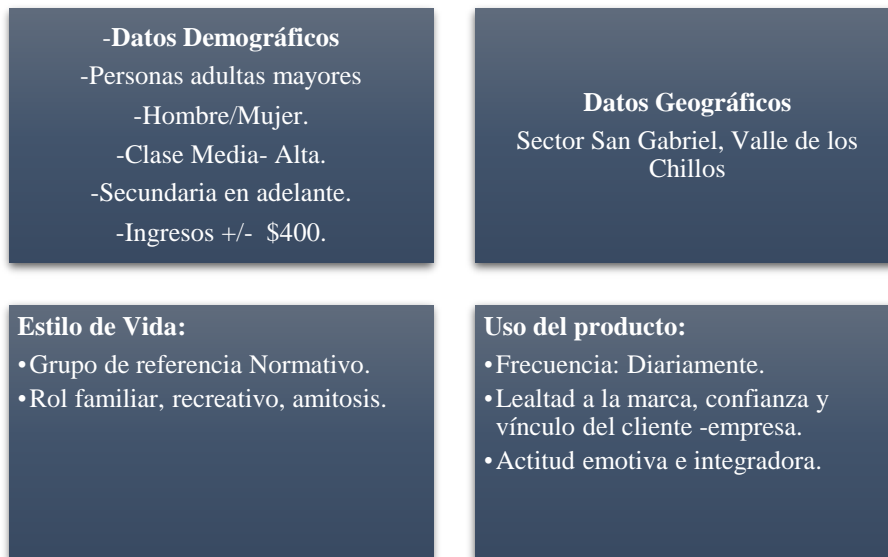 -Datos Demográficos
-Personas adultas mayores
-Hombre/Mujer.
-Clase Media- Alta.
-Secundaria en adelante.
-Ingresos +/-  $400.
Datos Geográficos
Sector San Gabriel, Valle de los
Chillos
Estilo de Vida:
•Grupo de referencia Normativo.
•Rol familiar, recreativo, amitosis.
Uso del producto:
•Frecuencia: Diariamente.
•Lealtad a la marca, confianza y
vínculo del cliente -empresa.
•Actitud emotiva e integradora.